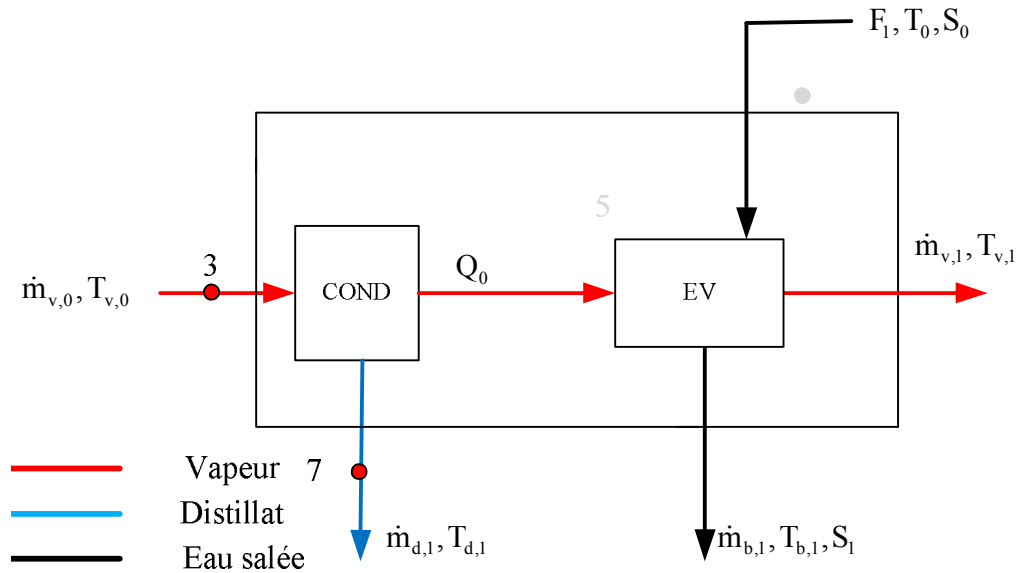 F₁, T₀, S₀
5
ṁᵥ,₁, Tᵥ,₁
3
Q₀
ṁᵥ,₀, Tᵥ,₀
COND
EV
Vapeur
7
Distillat
ṁd,1, Td,1
ṁb,1, Tb,1, S₁
Eau salée